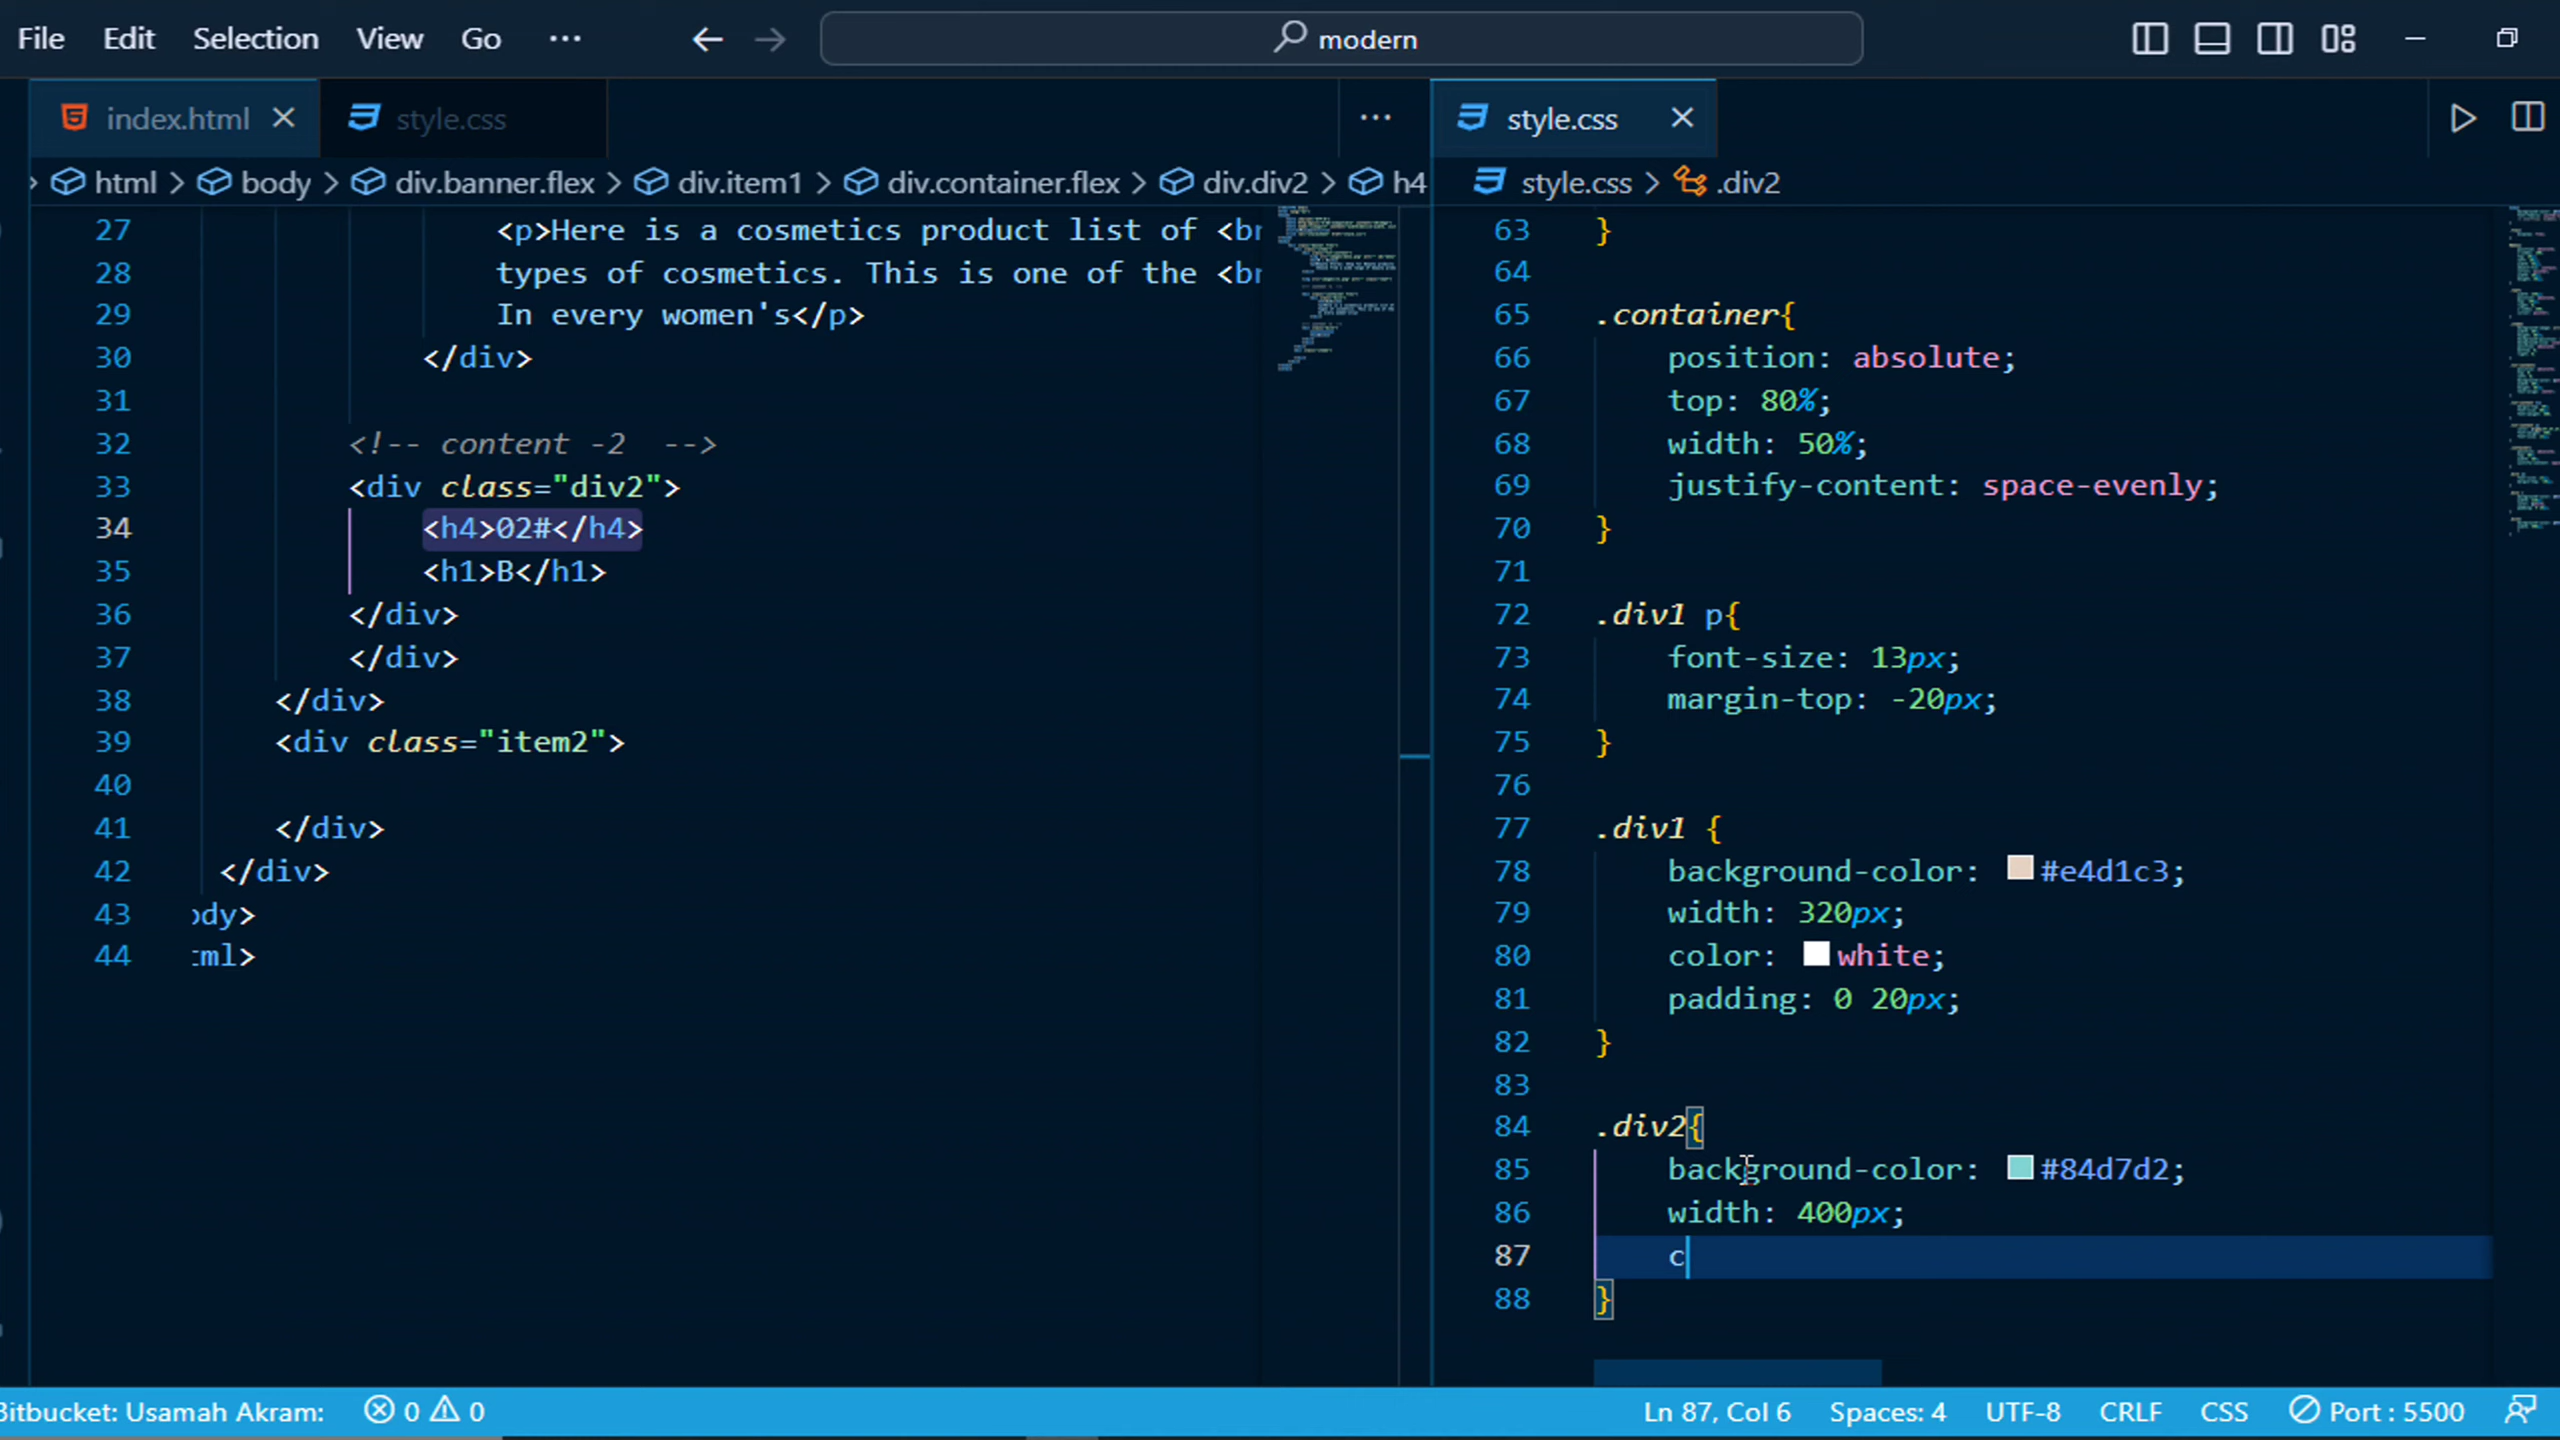 File Edit Selection View Go ··· modern
index.html style.css ···
html > body > div.banner.flex > div.item1 > div.container.flex > div.div2 > h4
27 <p>Here is a cosmetics product list of <br
28 types of cosmetics. This is one of the <br
29 In every women's</p>
30 </div>
31
32 <!-- content -2  -->
33 <div class="div2">
34 <h4>02#</h4>
35 <h1>B</h1>
36 </div>
37 </div>
38 </div>
39 <div class="item2">
40
41 </div>
42 </div>
43 ody>
44 tml>
style.css
style.css > .div2
63 }
64
65 .container{
66 position: absolute;
67 top: 80%;
68 width: 50%;
69 justify-content: space-evenly;
70 }
71
72 .div1 p{
73 font-size: 13px;
74 margin-top: -20px;
75 }
76
77 .div1 {
78 background-color: #e4d1c3;
79 width: 320px;
80 color: white;
81 padding: 0 20px;
82 }
83
84 .div2{
85 background-color: #84d7d2;
86 width: 400px;
87 c
88 }
Bitbucket: Usamah Akram: 0 0 Ln 87, Col 6 Spaces: 4 UTF-8 CRLF CSS Port : 5500